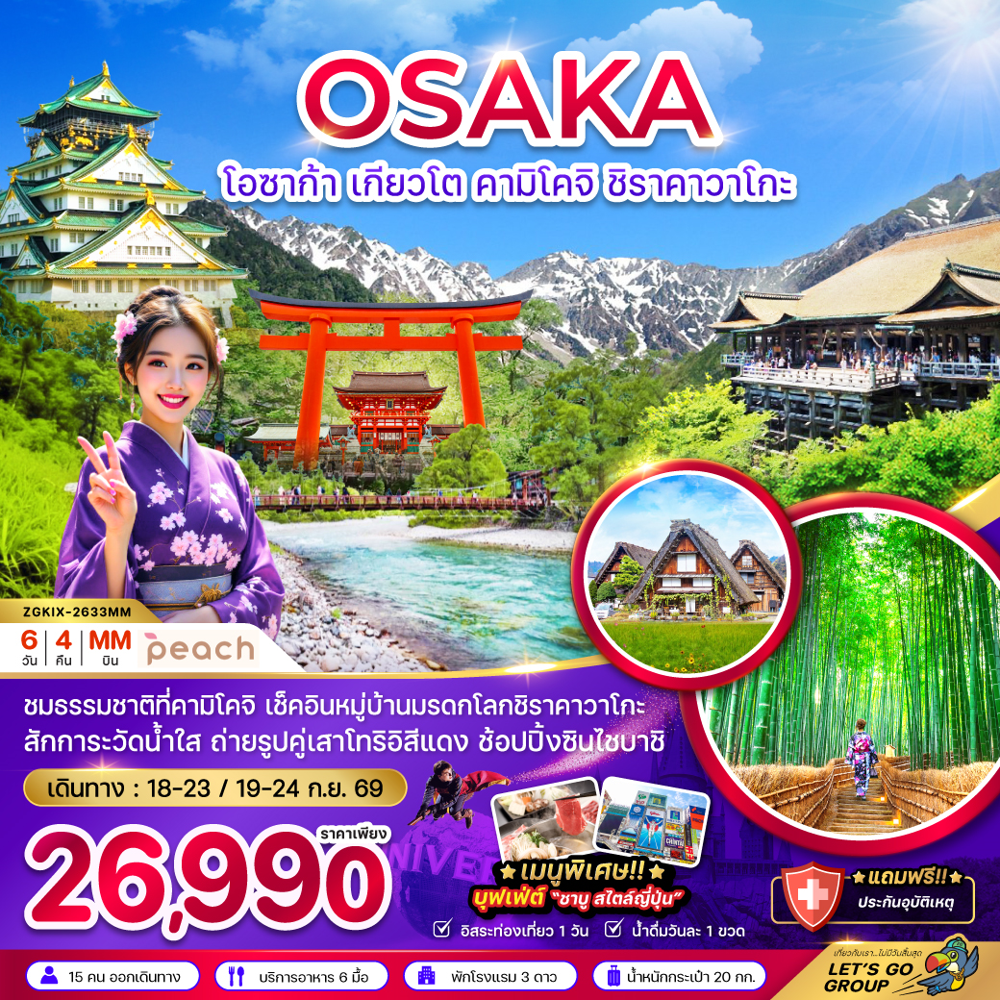 OSAKA
โอซาก้า เกียวโต คามิโคจิ ชิราคาวาโกะ
ZGKIX-2633MM
6 วัน | 4 คืน | MM บิน peach
ชมธรรมชาติที่คามิโคจิ เช็คอินหมู่บ้านมรดกโลกชิราคาวาโกะ
สักการะวัดน้ำใส ถ่ายรูปคู่เสาโทริอิสีแดง ช้อปปิ้งชินไซบาชิ
เดินทาง : 18-23 / 19-24 ก.ย. 69
ราคาเพียง
26,990
เมนูพิเศษ!!
บุฟเฟ่ต์ "ชาบู สไตล์ญี่ปุ่น"
อิสระท่องเที่ยว 1 วัน น้ำดื่มวันละ 1 ขวด
แถมฟรี!!
ประกันอุบัติเหตุ
15 คน ออกเดินทาง
บริการอาหาร 6 มื้อ
พักโรงแรม 3 ดาว
น้ำหนักกระเป๋า 20 กก.
เที่ยวกับเรา...ไม่มีวันสิ้นสุด
LET'S GO
GROUP